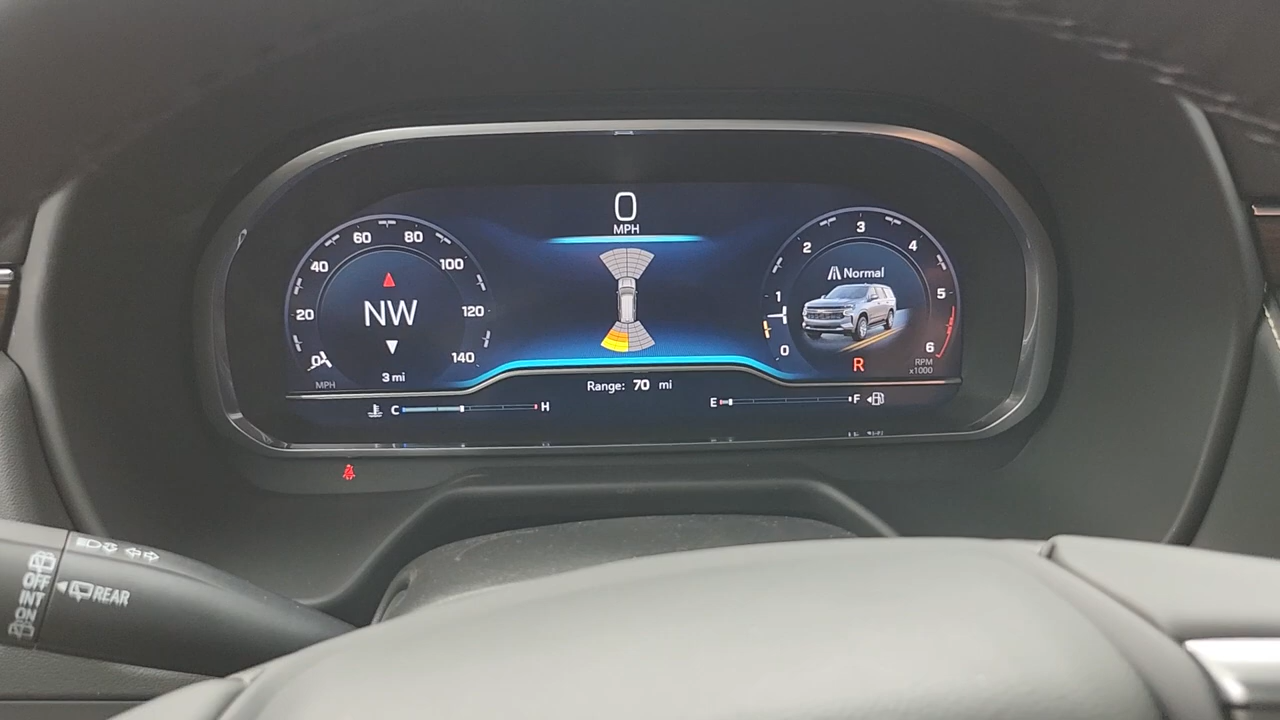 0
MPH
60 80
40 100
20 120
0 140
NW
MPH
3 mi
3
2 4
1 5
0 6
Normal
R
RPM
x1000
Range: 70 mi
C H
E F
OFF
INT
ON
REAR